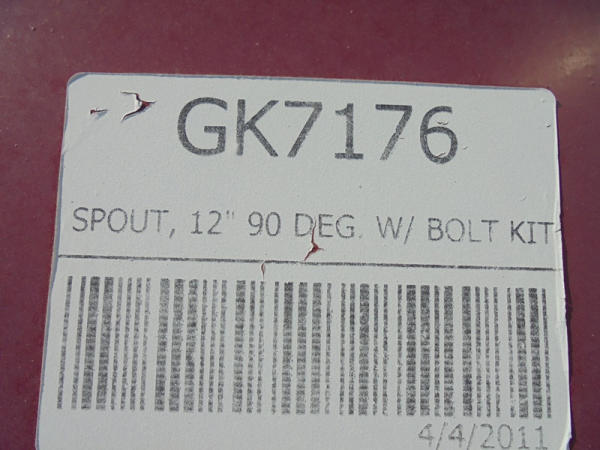 GK7176
SPOUT, 12" 90 DEG. W/ BOLT KIT
4/4/2011